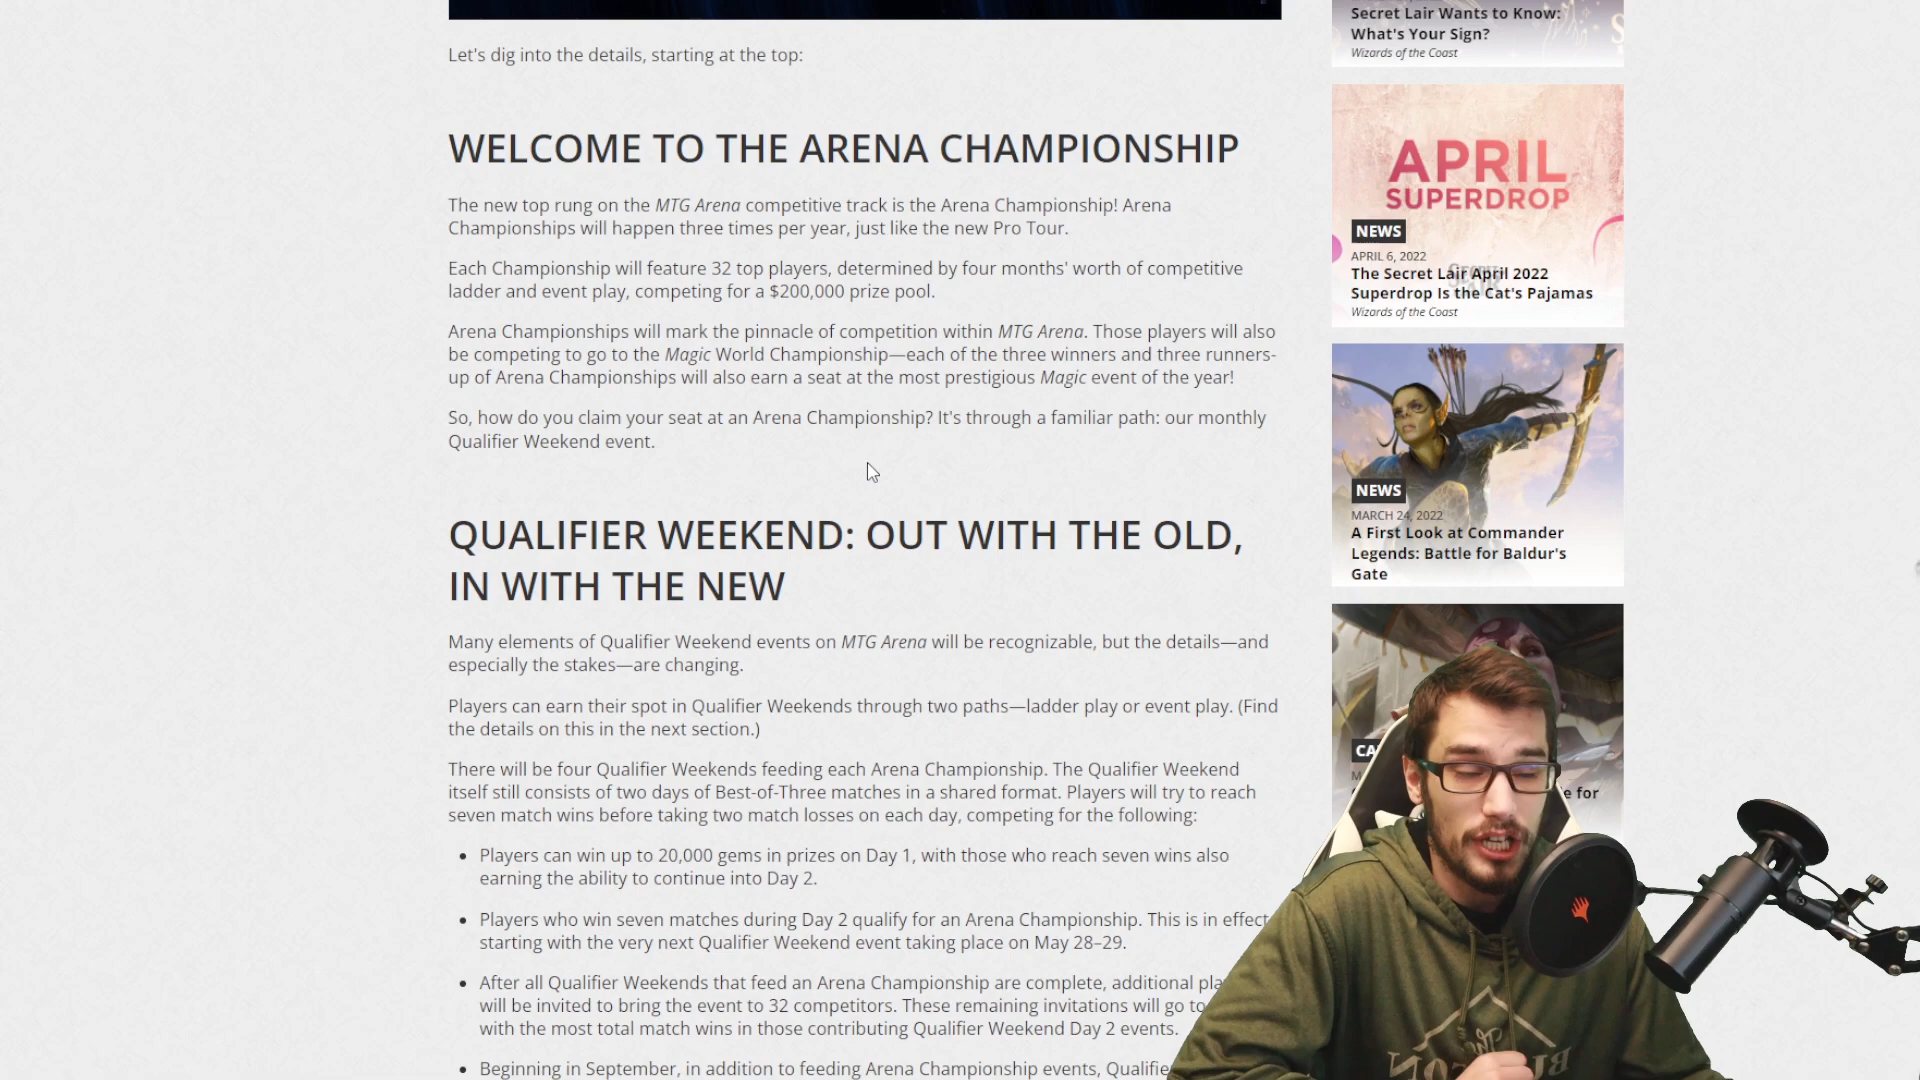 Let's dig into the details, starting at the top:
WELCOME TO THE ARENA CHAMPIONSHIP
The new top rung on the MTG Arena competitive track is the Arena Championship! Arena
Championships will happen three times per year, just like the new Pro Tour.
Each Championship will feature 32 top players, determined by four months' worth of competitive
ladder and event play, competing for a $200,000 prize pool.
Arena Championships will mark the pinnacle of competition within MTG Arena. Those players will also
be competing to go to the Magic World Championship—each of the three winners and three runners-
up of Arena Championships will also earn a seat at the most prestigious Magic event of the year!
So, how do you claim your seat at an Arena Championship? It's through a familiar path: our monthly
Qualifier Weekend event.
QUALIFIER WEEKEND: OUT WITH THE OLD,
IN WITH THE NEW
Many elements of Qualifier Weekend events on MTG Arena will be recognizable, but the details—and
especially the stakes—are changing.
Players can earn their spot in Qualifier Weekends through two paths—ladder play or event play. (Find
the details on this in the next section.)
There will be four Qualifier Weekends feeding each Arena Championship. The Qualifier Weekend
itself still consists of two days of Best-of-Three matches in a shared format. Players will try to reach
seven match wins before taking two match losses on each day, competing for the following:
• Players can win up to 20,000 gems in prizes on Day 1, with those who reach seven wins also
earning the ability to continue into Day 2.
• Players who win seven matches during Day 2 qualify for an Arena Championship. This is in effect
starting with the very next Qualifier Weekend event taking place on May 28–29.
• After all Qualifier Weekends that feed an Arena Championship are complete, additional
will be invited to bring the event to 32 competitors. These remaining invitations will go to
with the most total match wins in those contributing Qualifier Weekend Day 2 events.
• Beginning in September, in addition to feeding Arena Championship events,
Secret Lair Wants to Know:
What's Your Sign?
Wizards of the Coast
APRIL
SUPERDROP
NEWS
APRIL 6, 2022
The Secret Lair April 2022
Superdrop Is the Cat's Pajamas
Wizards of the Coast
NEWS
MARCH 24, 2022
A First Look at Commander
Legends: Battle for Baldur's
Gate
for